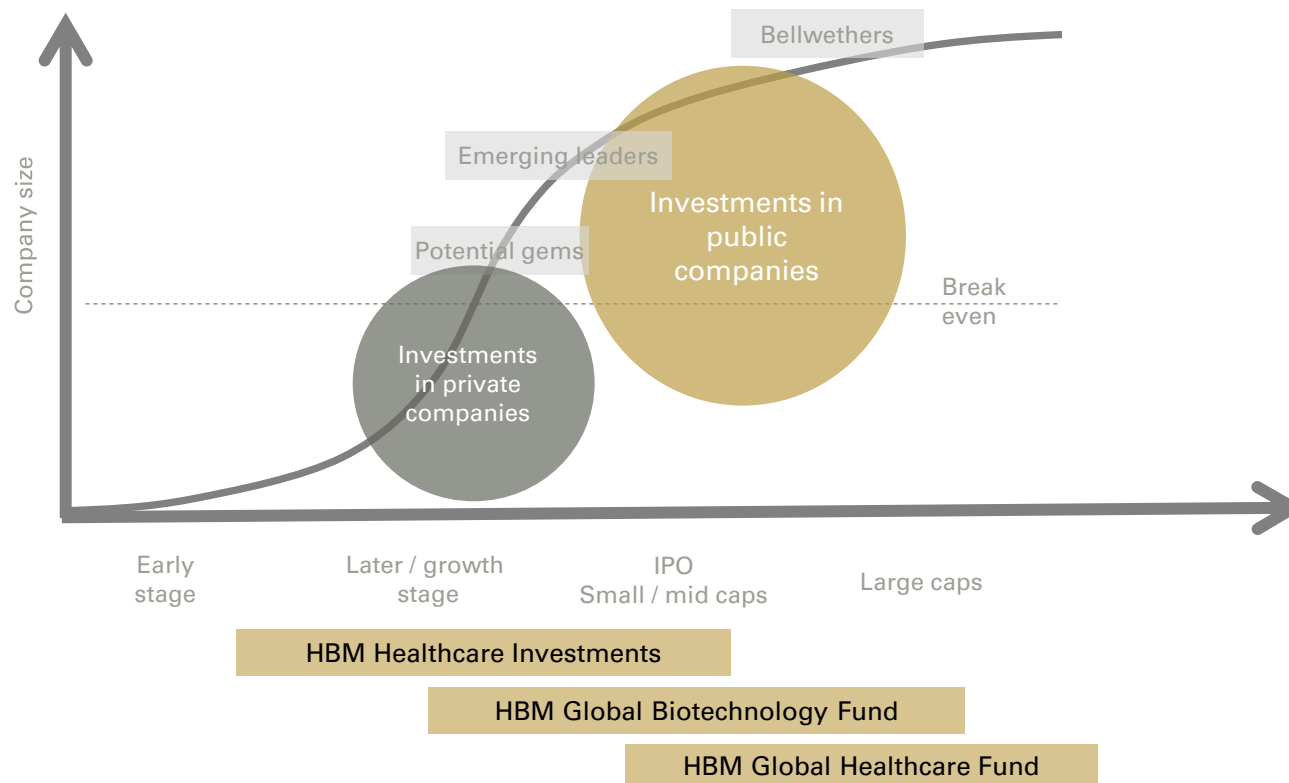 Bellwethers
Emerging leaders
Investments in
public
companies
Potential gems
Company size
Break
even
Investments
in private
companies
Early
stage
Later / growth
stage
IPO
Small / mid caps
Large caps
HBM Healthcare Investments
HBM Global Biotechnology Fund
HBM Global Healthcare Fund